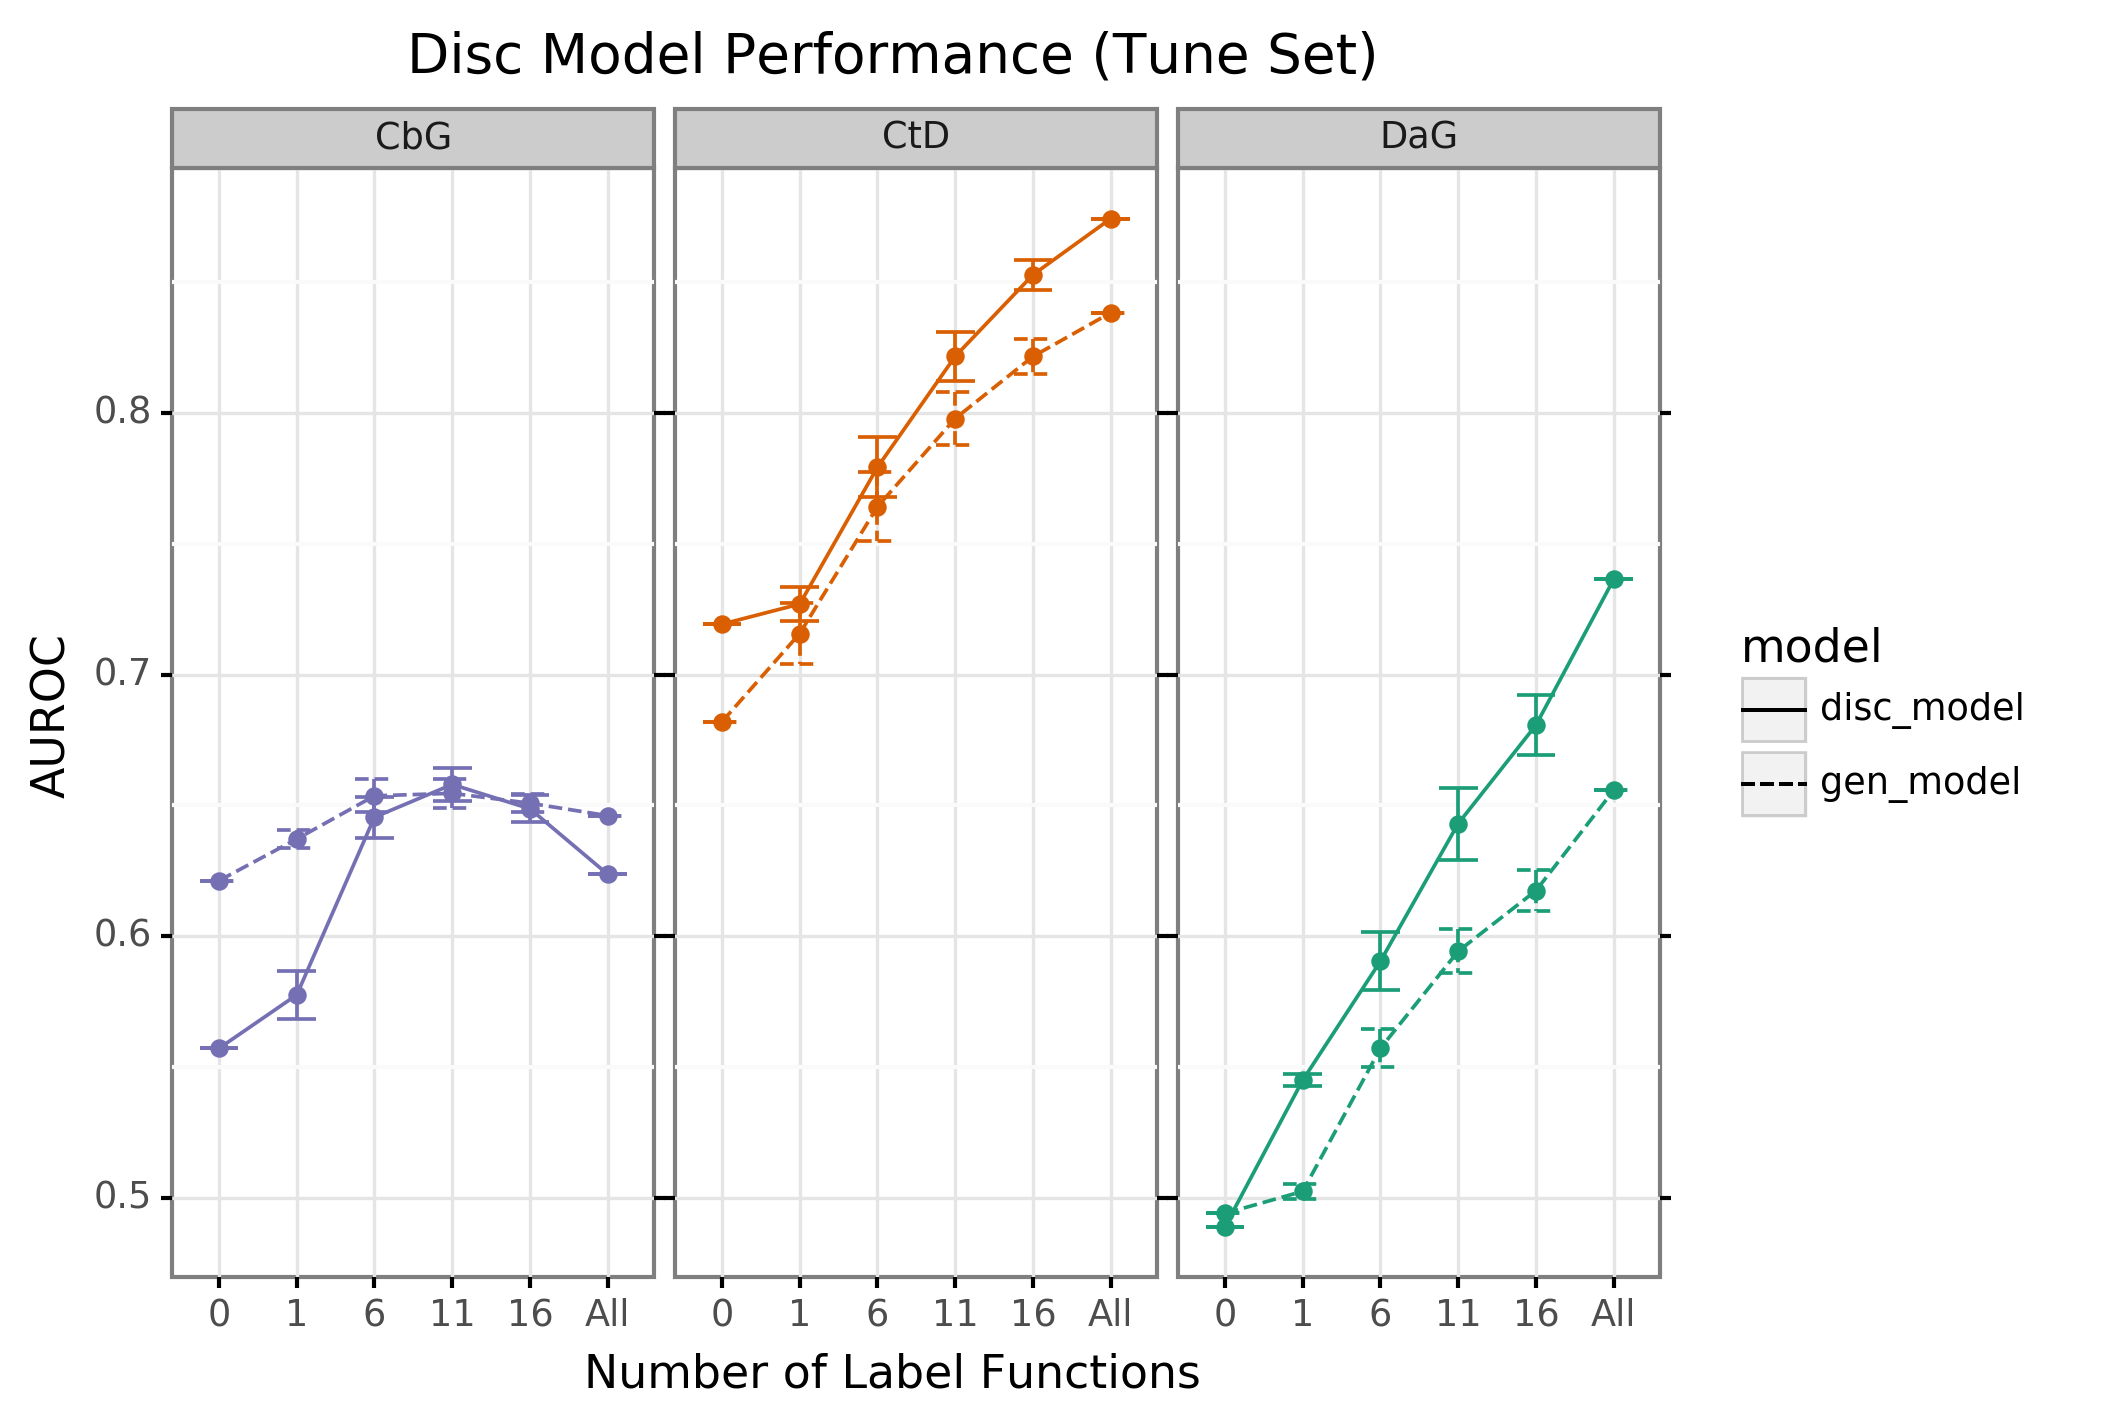 Disc Model Performance (Tune Set)
CbG CtD DaG
0.8
0.7
0.6
0.5
AUROC
0 1 6 11 16 All 0 1 6 11 16 All 0 1 6 11 16 All
Number of Label Functions
model
disc_model
gen_model